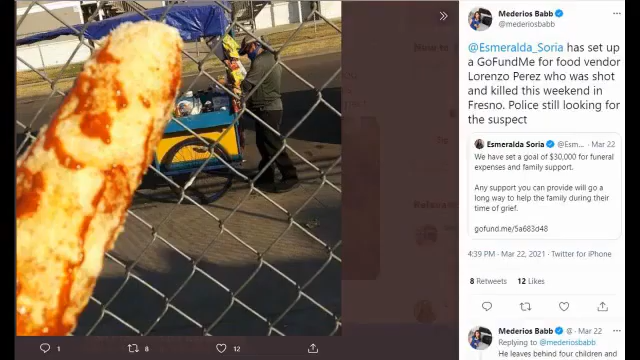 Mederios Babb
@mederiosbabb
@Esmeralda_Soria has set up
a GoFundMe for food vendor
Lorenzo Perez who was shot
and killed this weekend in
Fresno. Police still looking for
the suspect
Esmeralda Soria @Esm... · Mar 22
We have set a goal of $30,000 for funeral
expenses and family support.
Any support you can provide will go a
long way to help the family during their
time of grief.
gofund.me/5a683d48
4:39 PM · Mar 22, 2021 · Twitter for iPhone
8 Retweets 12 Likes
1 8 12
Mederios Babb @ · Mar 22
Replying to @mederiosbabb
He leaves behind four children and